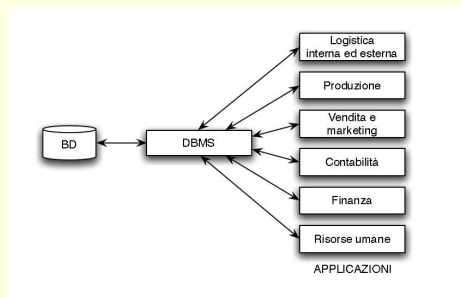 Logistica
interna ed esterna
Produzione
Vendita e
marketing
BD
DBMS
Contabilità
Finanza
Risorse umane
APPLICAZIONI